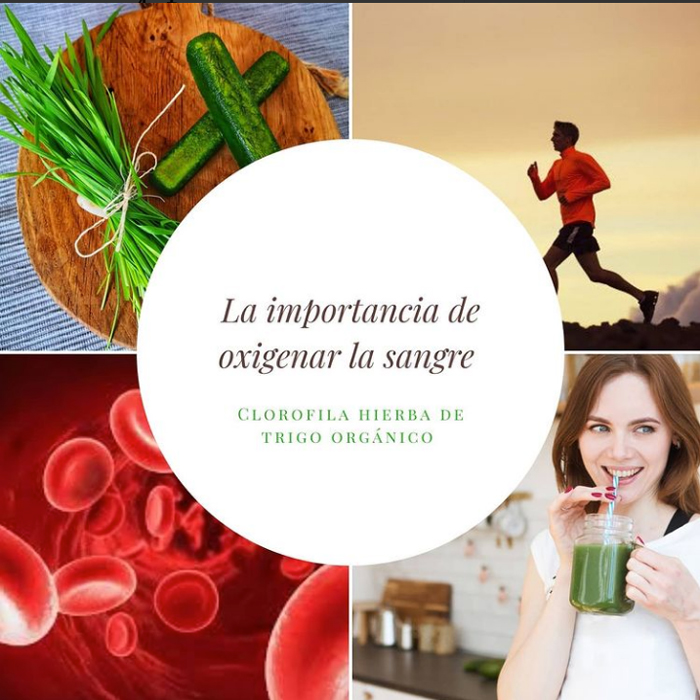 La importancia de
oxigenar la sangre
Clorofila hierba de
trigo orgánico